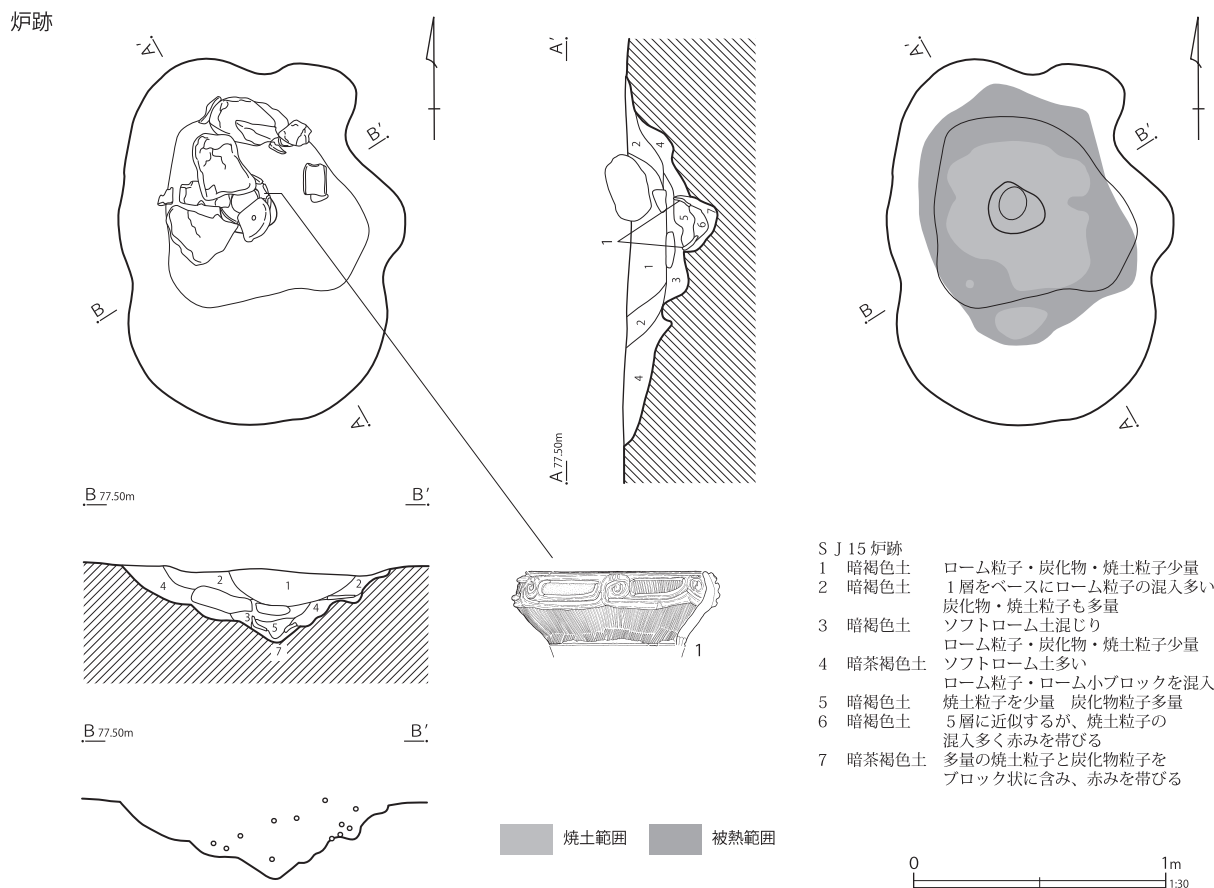 炉跡
A′
B′
B
A
A′
2
4
5
6
7
1
1
3
2
4
A 77.50m
A′
B′
B
A
B 77.50m
B′
4
2
1
2
3
4
5
7
B 77.50m
B′
1
ＳＪ15 炉跡
1 暗褐色土 ローム粒子・炭化物・焼土粒子少量
2 暗褐色土 １層をベースにローム粒子の混入多い
炭化物・焼土粒子も多量
3 暗褐色土 ソフトローム土混じり
ローム粒子・炭化物・焼土粒子少量
4 暗茶褐色土 ソフトローム土多い
ローム粒子・ローム小ブロックを混入
5 暗褐色土 焼土粒子を少量　炭化物粒子多量
6 暗褐色土 ５層に近似するが、焼土粒子の
混入多く赤みを帯びる
7 暗茶褐色土 多量の焼土粒子と炭化物粒子を
ブロック状に含み、赤みを帯びる
焼土範囲
被熱範囲
0 1m
1:30